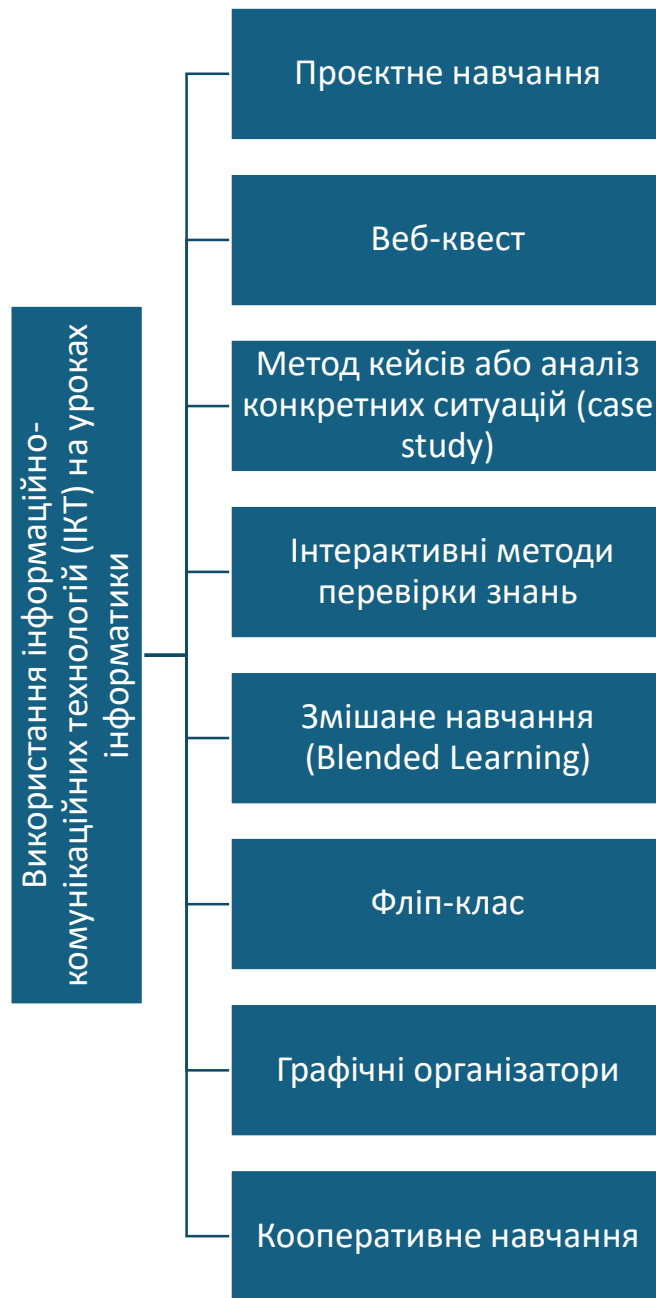 Використання інформаційно-
комунікаційних технологій (ІКТ) на уроках
інформатики
Проєктне навчання
Веб-квест
Метод кейсів або аналіз
конкретних ситуацій (case
study)
Інтерактивні методи
перевірки знань
Змішане навчання
(Blended Learning)
Фліп-клас
Графічні організатори
Кооперативне навчання